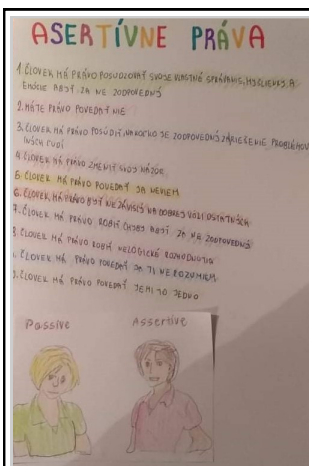 ASERTÍVNE PRÁVA
1. ČLOVEK MÁ PRÁVO POSUDZOVAŤ SVOJE VLASTNÉ SPRÁVANIE, MYŠLIENKY, A
EMÓCIE A BYŤ ZA NE ZODPOVEDNÝ
2. MÁTE PRÁVO POVEDAŤ NIE
3. ČLOVEK MÁ PRÁVO POSÚDIŤ NAKOĽKO JE ZODPOVEDNÝ ZA RIEŠENIE PROBLÉMOV
INÝCH ĽUDÍ
4. ČLOVEK MÁ PRÁVO ZMENIŤ SVOJ NÁZOR
5. ČLOVEK MÁ PRÁVO POVEDAŤ JA NEVIEM
6. ČLOVEK MÁ PRÁVO BYŤ NEZÁVISLÝ NA DOBREJ VÔLI OSTATNÝCH
7. ČLOVEK MÁ PRÁVO ROBIŤ CHYBY A BYŤ ZA NE ZODPOVEDNÝ
8. ČLOVEK MÁ PRÁVO ROBIŤ NELOGICKÉ ROZHODNUTIA
ČLOVEK MÁ PRÁVO POVEDAŤ JA TI NEROZUMIEM
ČLOVEK MÁ PRÁVO POVEDAŤ JE MI TO JEDNO
Passive Assertive